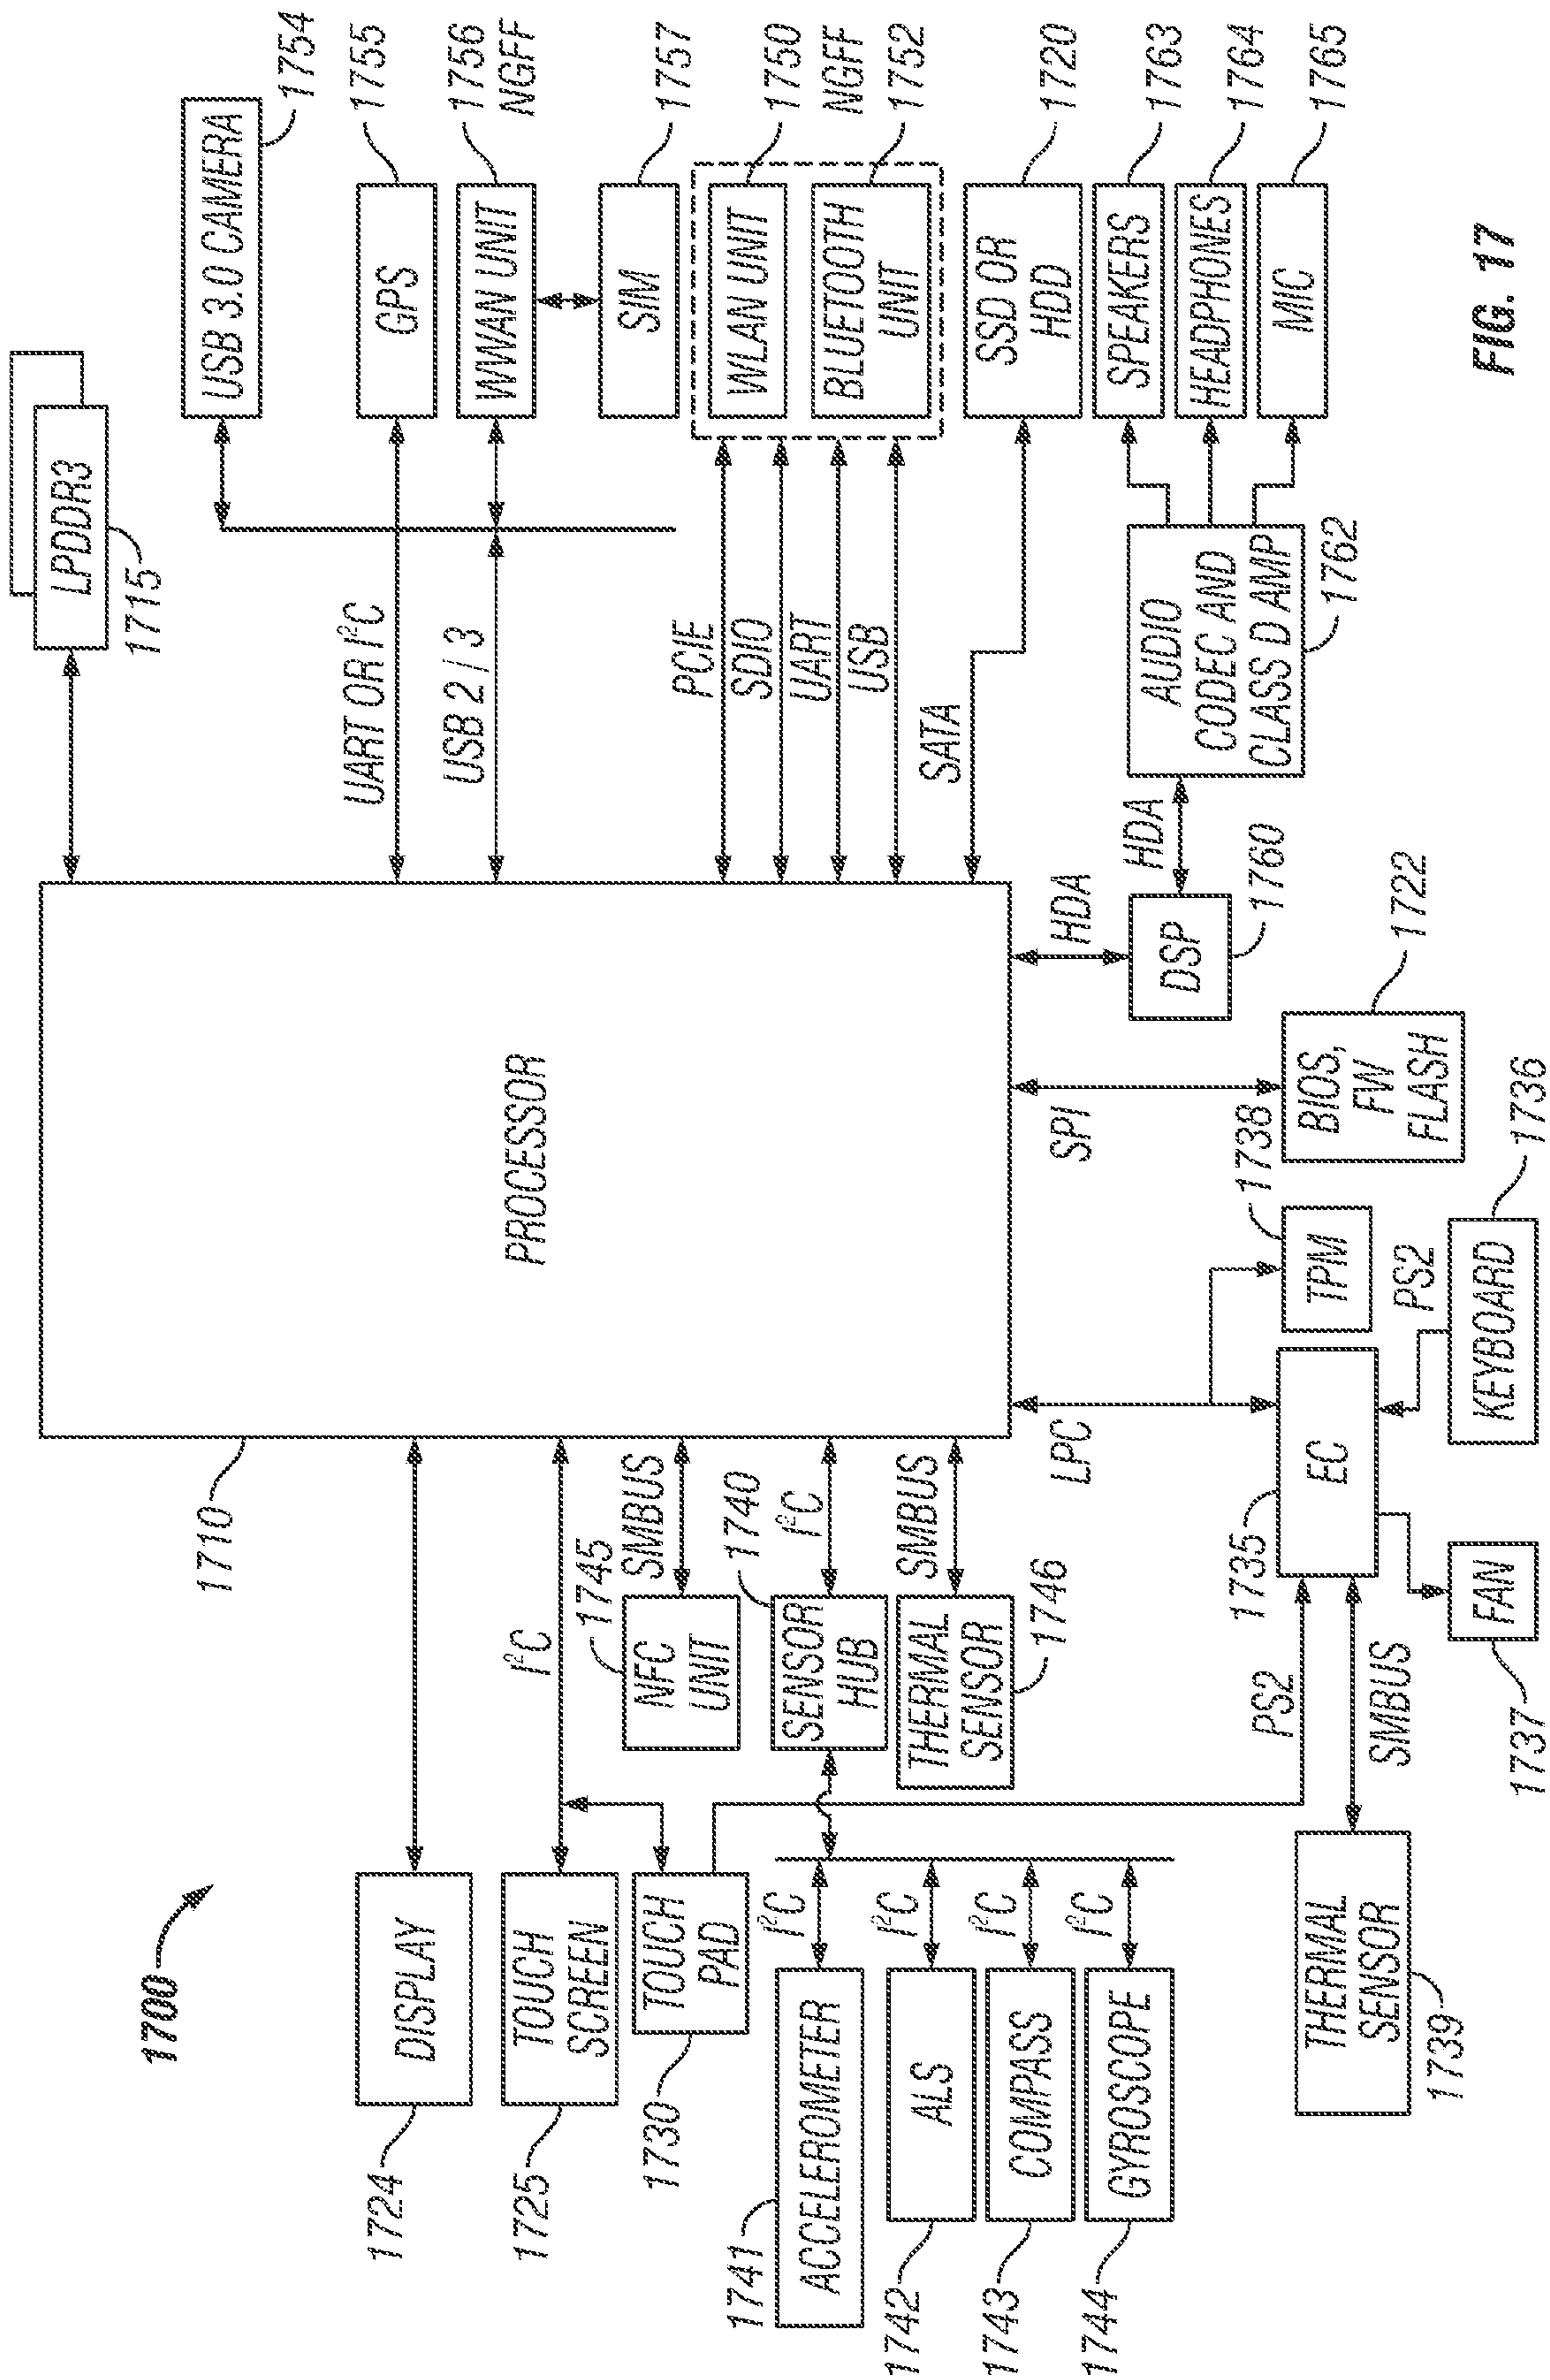 1700
1710
PROCESSOR
LPDDR3
1715
USB 3.0 CAMERA
1754
UART OR I²C
GPS
1755
USB 2 / 3
WWAN UNIT
1756
NGFF
SIM
1757
PCIE
SDIO
UART
USB
WLAN UNIT
1750
NGFF
BLUETOOTH
UNIT
1752
SATA
SSD OR
HDD
1720
HDA
DSP
1760
HDA
AUDIO
CODEC AND
CLASS D AMP
1762
SPEAKERS
1763
HEADPHONES
1764
MIC
1765
DISPLAY
1724
I²C
TOUCH
SCREEN
1725
TOUCH
PAD
1730
1745
SMBUS
NFC
UNIT
1740
I²C
SENSOR
HUB
SMBUS
THERMAL
SENSOR
1746
I²C
ACCELEROMETER
1741
I²C
ALS
1742
I²C
COMPASS
1743
I²C
GYROSCOPE
1744
LPC
SPI
BIOS,
FW
FLASH
1722
TPM
1738
EC
1735
PS2
KEYBOARD
1736
PS2
FAN
1737
SMBUS
THERMAL
SENSOR
1739
FIG. 17